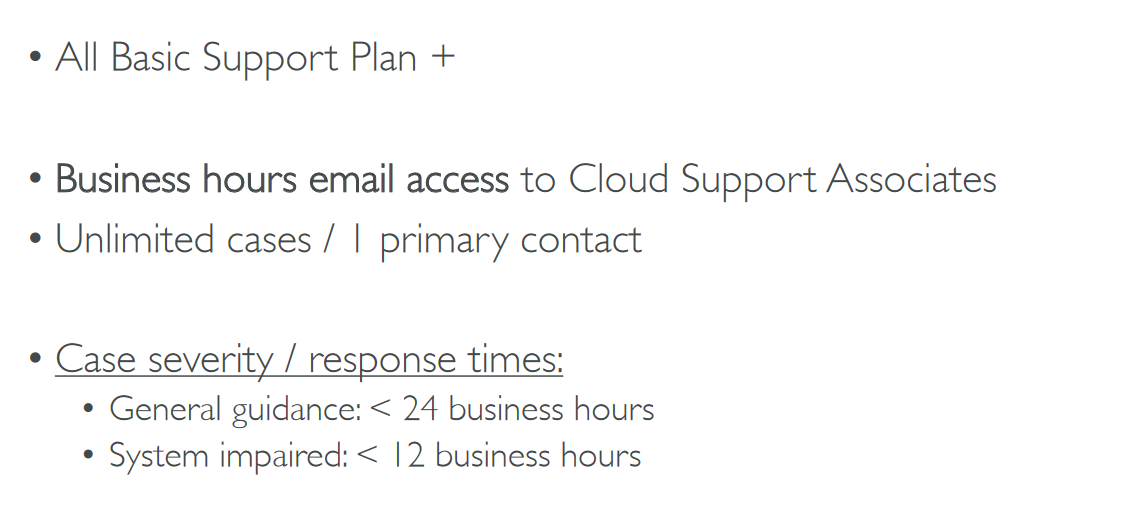 • All Basic Support Plan +
• Business hours email access to Cloud Support Associates
• Unlimited cases / 1 primary contact
• Case severity / response times:
• General guidance: < 24 business hours
• System impaired: < 12 business hours